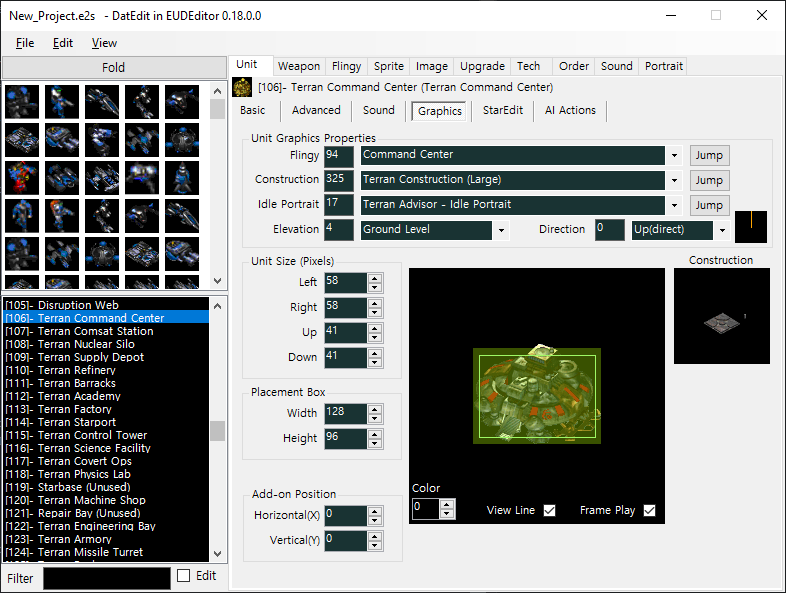 New_Project.e2s   - DatEdit in EUDEditor 0.18.0.0
File Edit View
Fold
Unit Weapon Flingy Sprite Image Upgrade Tech Order Sound Portrait
[106]- Terran Command Center (Terran Command Center)
Basic Advanced Sound Graphics StarEdit AI Actions
Unit Graphics Properties
Flingy 94 Command Center Jump
Construction 325 Terran Construction (Large) Jump
Idle Portrait 17 Terran Advisor - Idle Portrait Jump
Elevation 4 Ground Level Direction 0 Up(direct)
Unit Size (Pixels)
Left 58
Right 58
Up 41
Down 41
Placement Box
Width 128
Height 96
Add-on Position
Horizontal(X) 0
Vertical(Y) 0
Color
0
View Line
Frame Play
Construction
[105]- Disruption Web
[106]- Terran Command Center
[107]- Terran Comsat Station
[108]- Terran Nuclear Silo
[109]- Terran Supply Depot
[110]- Terran Refinery
[111]- Terran Barracks
[112]- Terran Academy
[113]- Terran Factory
[114]- Terran Starport
[115]- Terran Control Tower
[116]- Terran Science Facility
[117]- Terran Covert Ops
[118]- Terran Physics Lab
[119]- Starbase (Unused)
[120]- Terran Machine Shop
[121]- Repair Bay (Unused)
[122]- Terran Engineering Bay
[123]- Terran Armory
[124]- Terran Missile Turret
Filter
Edit